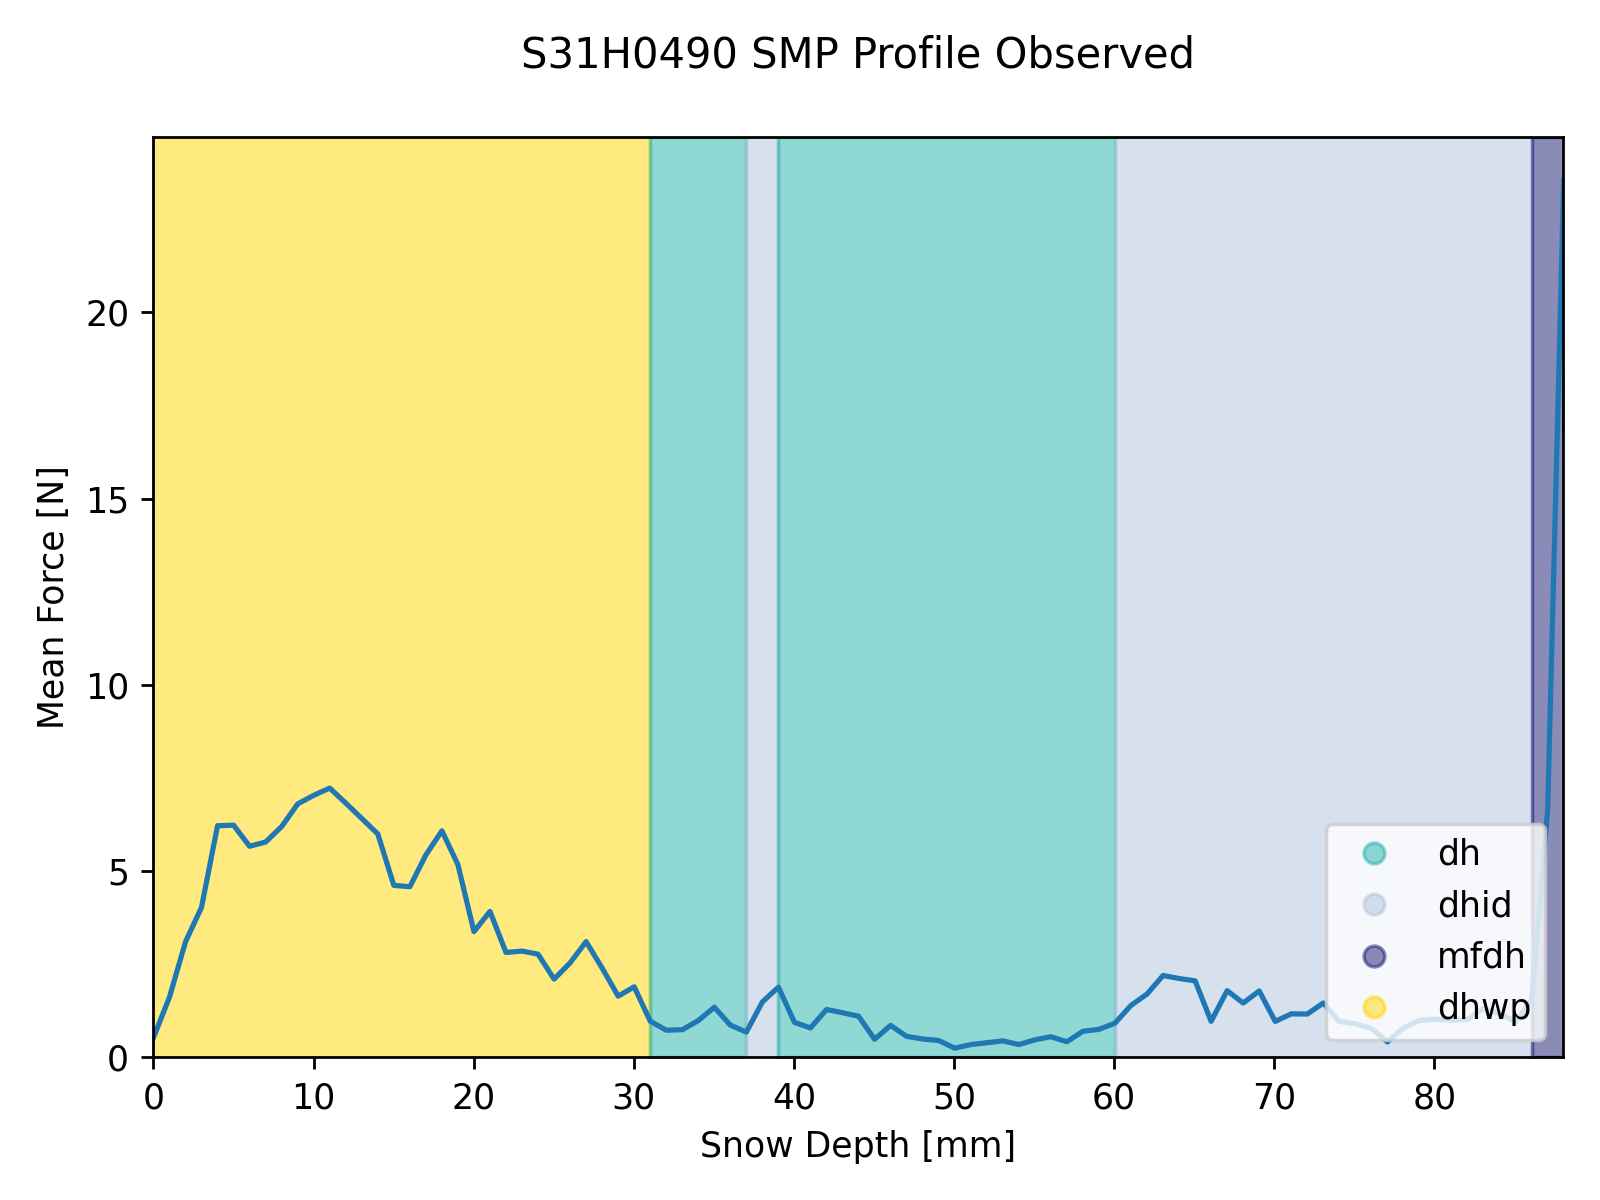 S31H0490 SMP Profile Observed
Mean Force [N]
20
15
10
5
0
dh
dhid
mfdh
dhwp
0 10 20 30 40 50 60 70 80
Snow Depth [mm]